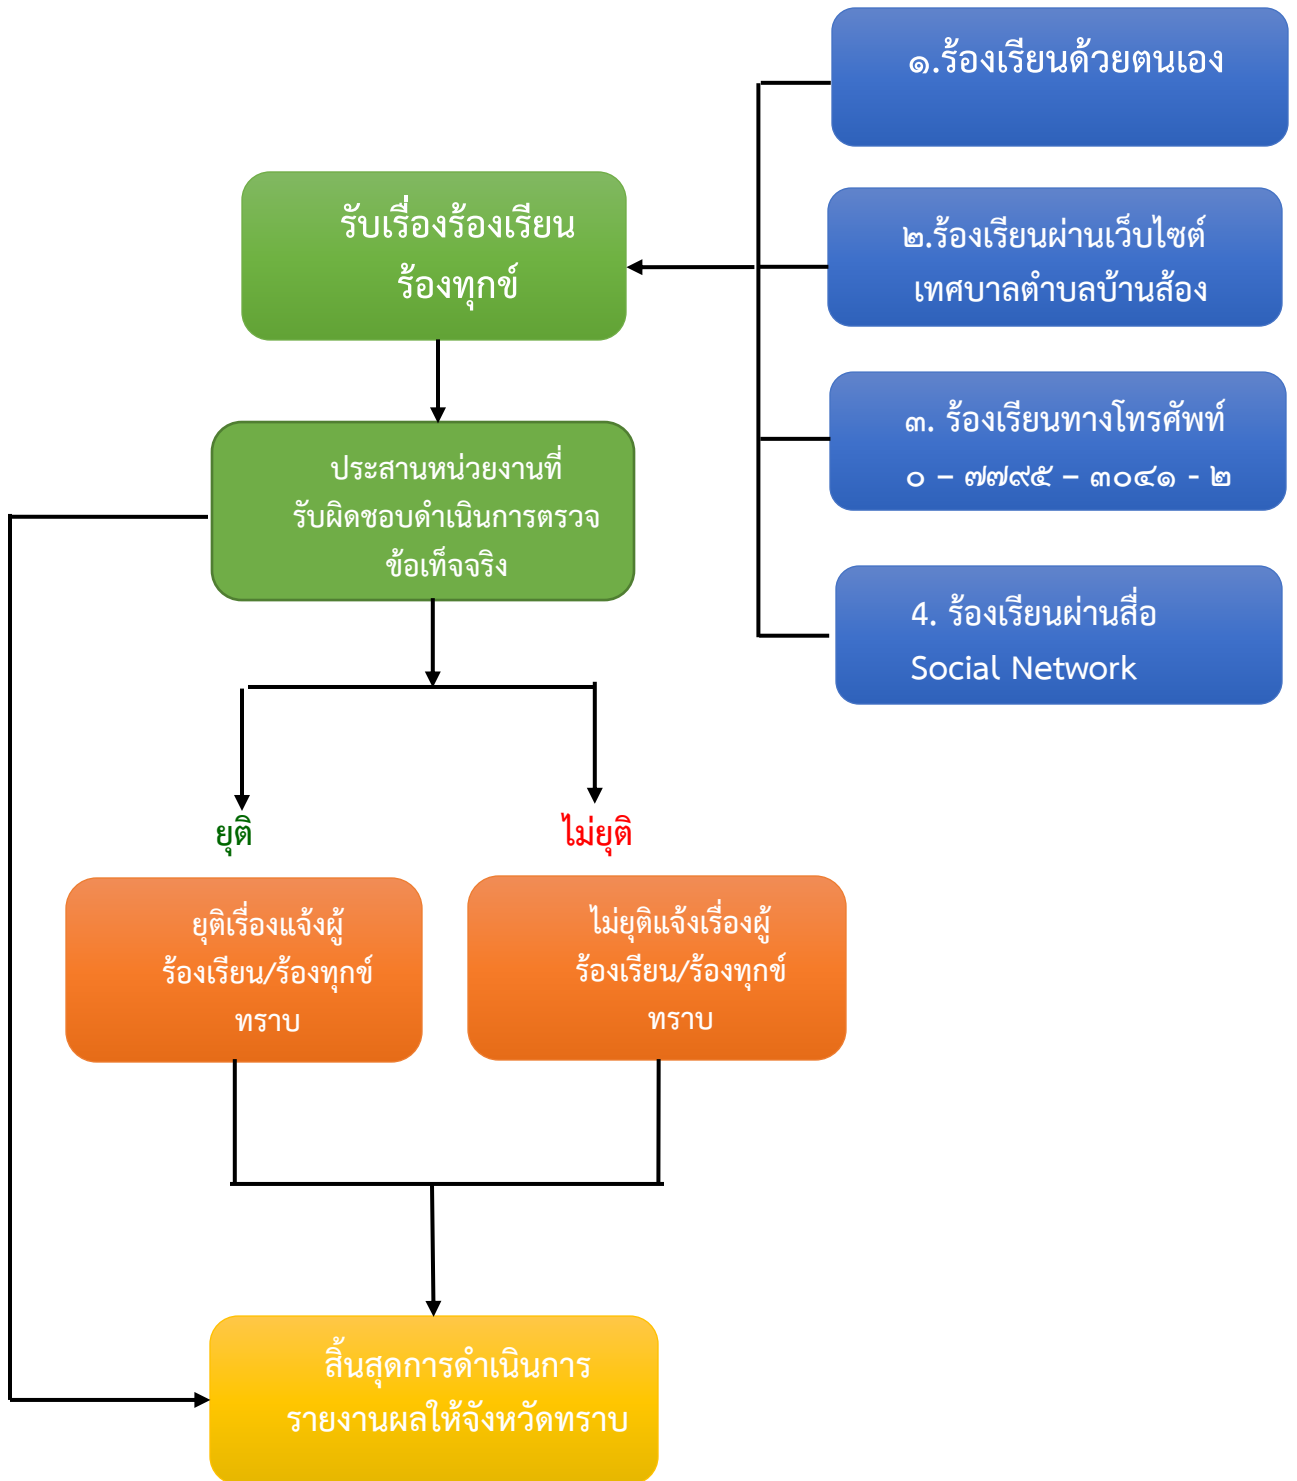 ๑.ร้องเรียนด้วยตนเอง
รับเรื่องร้องเรียน
ร้องทุกข์
๒.ร้องเรียนผ่านเว็บไซต์
เทศบาลตำบลบ้านส้อง
๓. ร้องเรียนทางโทรศัพท์
๐ – ๗๗๙๕ – ๓๐๔๑ - ๒
ประสานหน่วยงานที่
รับผิดชอบดำเนินการตรวจ
ข้อเท็จจริง
4. ร้องเรียนผ่านสื่อ
Social Network
ยุติ
ไม่ยุติ
ยุติเรื่องแจ้งผู้
ร้องเรียน/ร้องทุกข์
ทราบ
ไม่ยุติแจ้งเรื่องผู้
ร้องเรียน/ร้องทุกข์
ทราบ
สิ้นสุดการดำเนินการ
รายงานผลให้จังหวัดทราบ